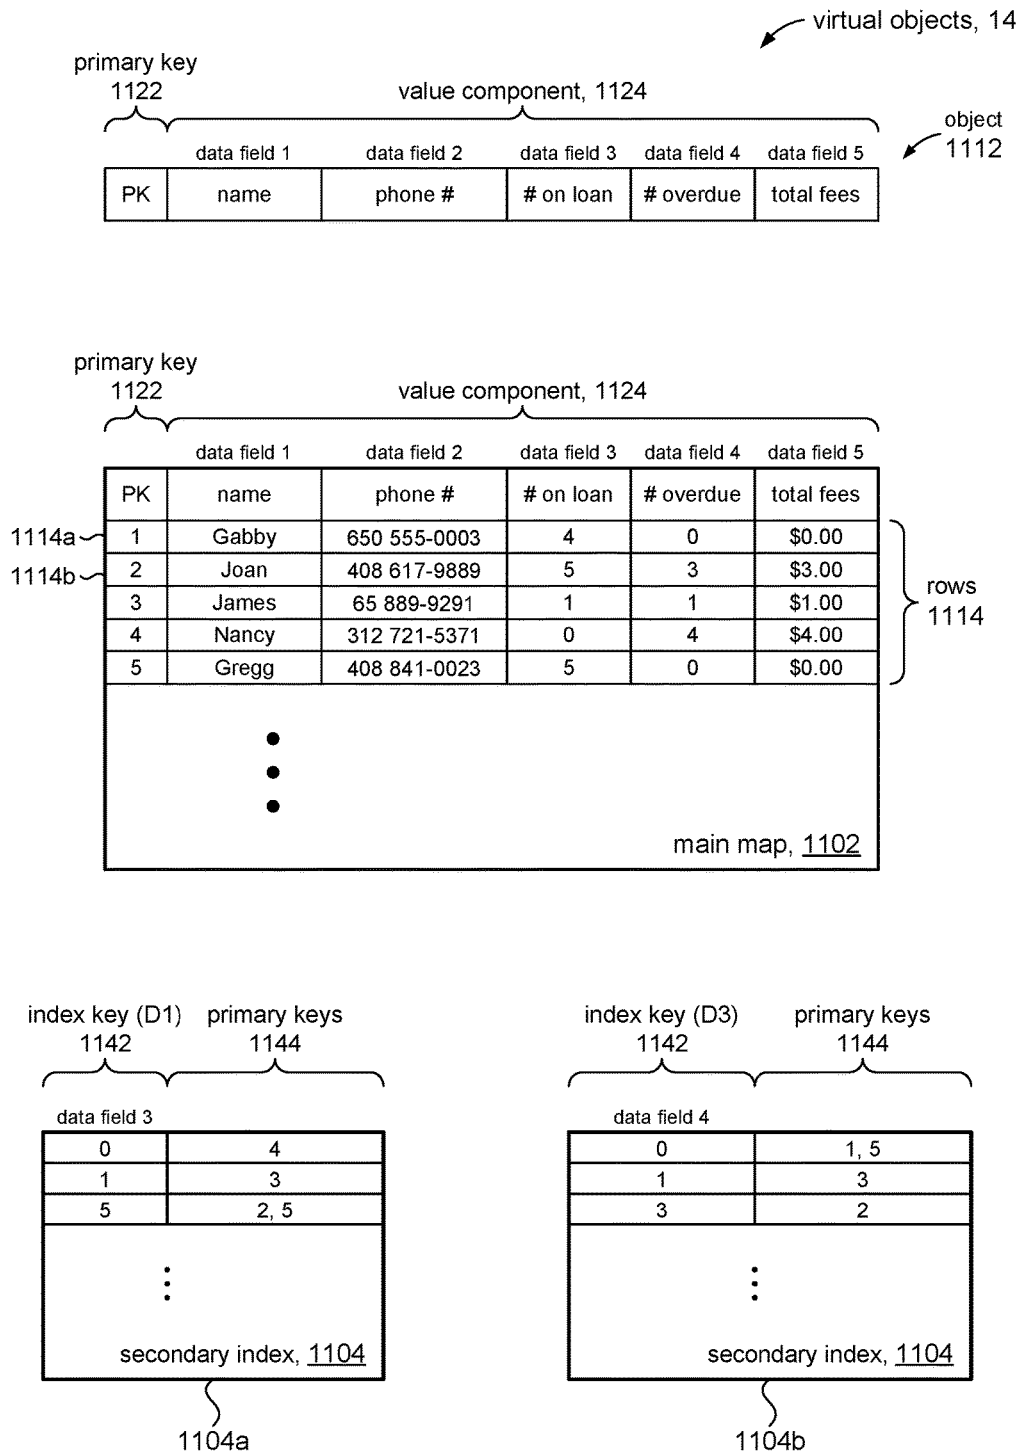 virtual objects, 14
primary key
1122
value component, 1124
object
1112
data field 1 data field 2 data field 3 data field 4 data field 5
PK name phone # # on loan # overdue total fees
primary key
1122
value component, 1124
data field 1 data field 2 data field 3 data field 4 data field 5
PK name phone # # on loan # overdue total fees
1114a 1 Gabby 650 555-0003 4 0 $0.00
1114b 2 Joan 408 617-9889 5 3 $3.00
3 James 65 889-9291 1 1 $1.00
4 Nancy 312 721-5371 0 4 $4.00
5 Gregg 408 841-0023 5 0 $0.00
rows
1114
main map, 1102
index key (D1) primary keys
1142 1144
data field 3
0 4
1 3
5 2, 5
secondary index, 1104
1104a
index key (D3) primary keys
1142 1144
data field 4
0 1, 5
1 3
3 2
secondary index, 1104
1104b